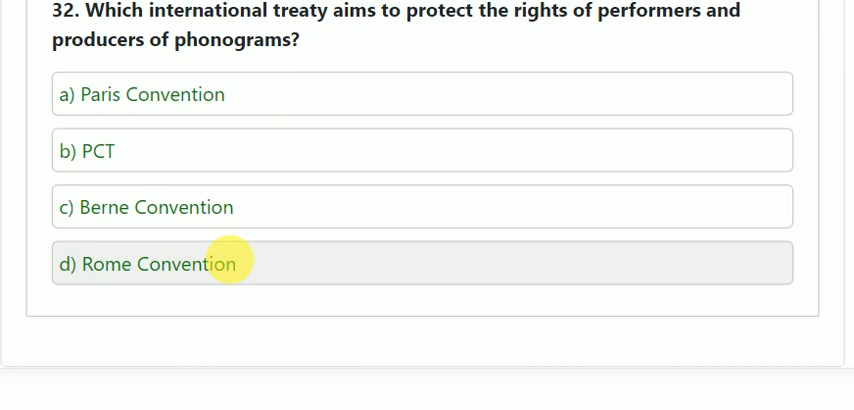 32. Which international treaty aims to protect the rights of performers and
producers of phonograms?
a) Paris Convention
b) PCT
c) Berne Convention
d) Rome Convention